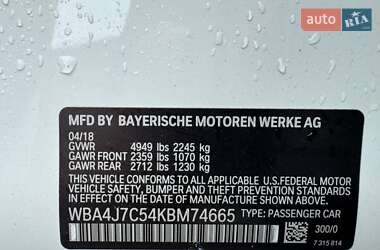 auto RIA
MFD BY BAYERISCHE MOTOREN WERKE AG
04/18
GVWR 4949 lbs 2245 kg
GAWR FRONT 2359 lbs 1070 kg
GAWR REAR 2712 lbs 1230 kg
THIS VEHICLE CONFORMS TO ALL APPLICABLE U.S.FEDERAL MOTOR
VEHICLE SAFETY, BUMPER, AND THEFT PREVENTION STANDARDS
IN EFFECT ON THE DATE OF MANUFACTURE SHOWN ABOVE.
WBA4J7C54KBM74665
TYPE: PASSENGER CAR
300/0
7 315 814